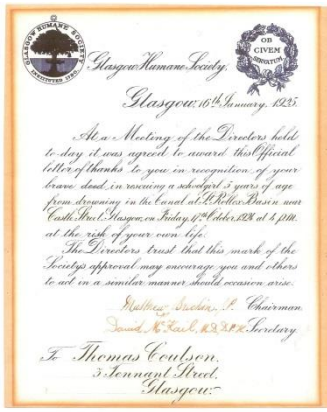 GLASGOW HUMANE SOCIETY
INSTITUTED 1790.
OB
CIVEM
SERVATUM
Glasgow Humane Society.
Glasgow: 16th January, 1925.
At a Meeting of the Directors held
to-day it was agreed to award this Official
letter of thanks to you in recognition of your
brave deed in rescuing a schoolgirl 5 years of age
from drowning in the Canal at St. Rollox Basin near
Castle Street, Glasgow, on Friday, 17th October, 1924 at 4 p.m.
at the risk of your own life.
The Directors trust that this mark of the
Society's approval may encourage you and others
to act in a similar manner should occasion arise.
Matthew J.P. Chairman
David M.D. D.P.H. Secretary.
To Thomas Coulson,
3 Tennant Street,
Glasgow.